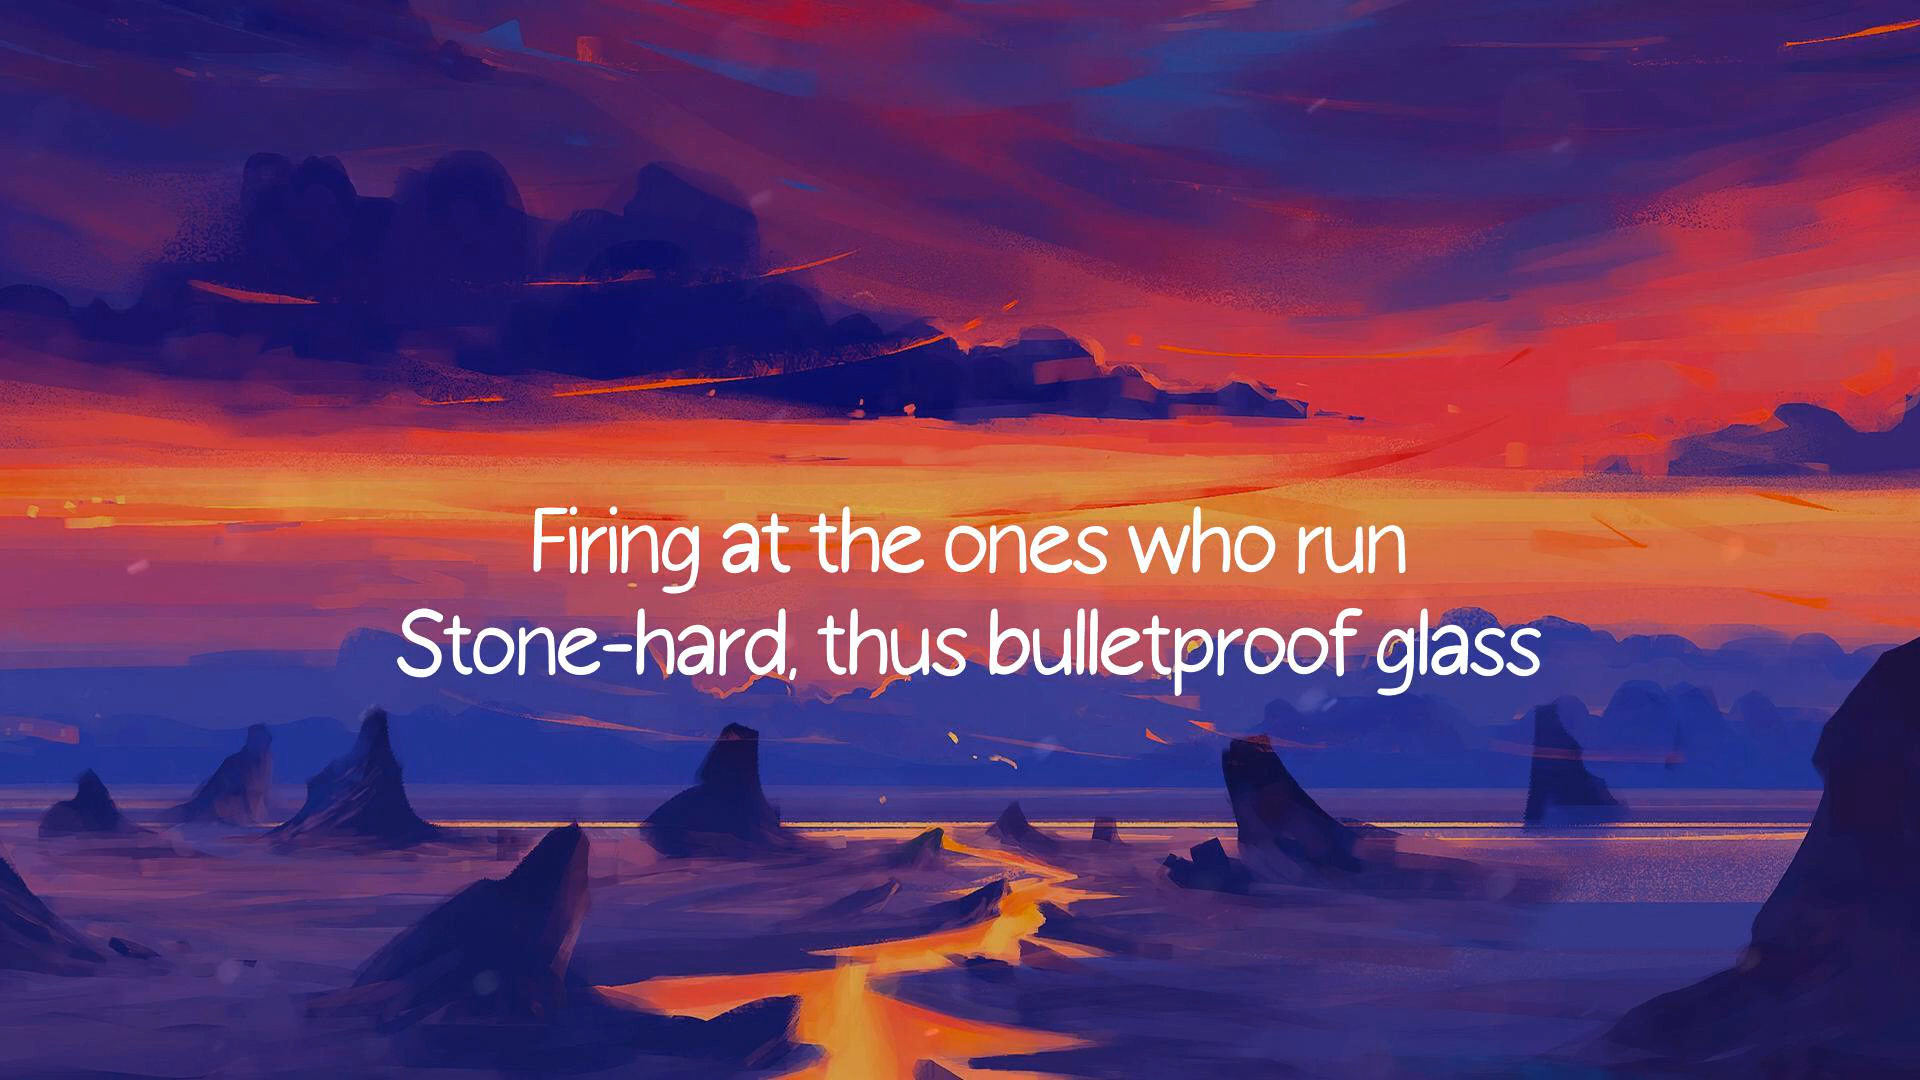 Firing at the ones who run
Stone-hard, thus bulletproof glass